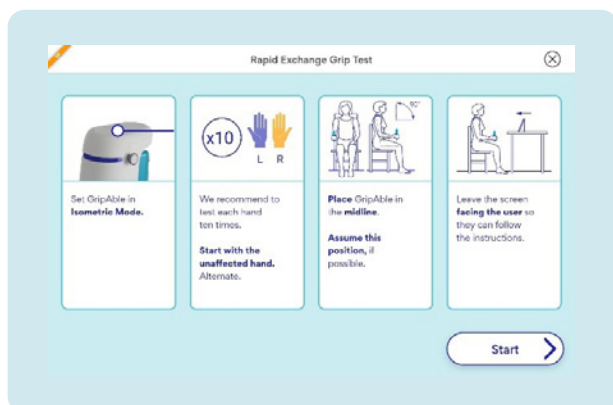 Rapid Exchange Grip Test
Set GripAble in
Isometric Mode.
x10
L R
We recommend to
test each hand
ten times.
Start with the
unaffected hand.
Alternate.
90°
Place GripAble in
the midline.
Assume this
position, if
possible.
Leave the screen
facing the user so
they can follow
the instructions.
Start